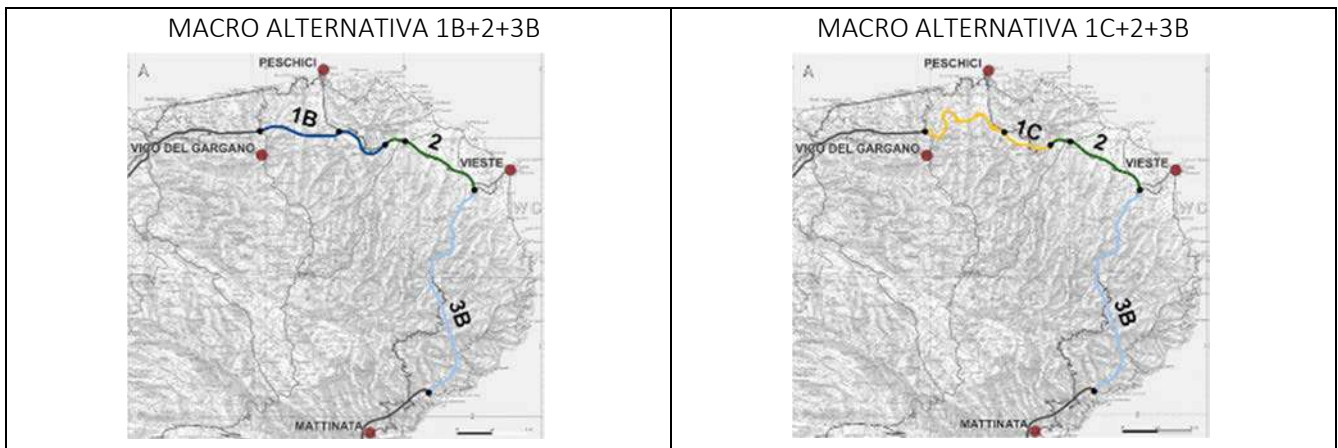 MACRO ALTERNATIVA 1B+2+3B
PESCHICI
1B
2
VICO DEL GARGANO
VIESTE
3B
MATTINATA
MACRO ALTERNATIVA 1C+2+3B
PESCHICI
1C
2
VICO DEL GARGANO
VIESTE
3B
MATTINATA